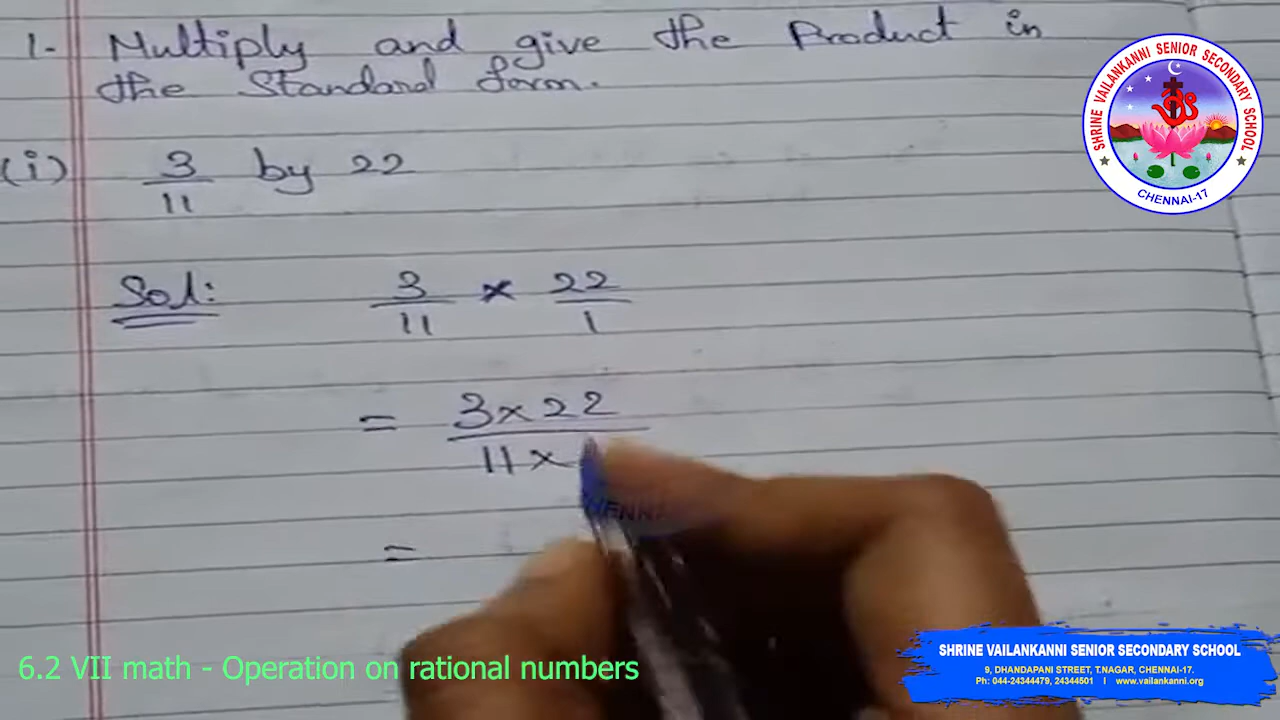 1. Multiply and give the Product in
the Standard form.
(i) 3/11 by 22
Sol: 3/11 × 22/1
= 3×22/11×
=
SHRINE VAILANKANNI SENIOR SECONDARY SCHOOL
CHENNAI-17
6.2 VII math - Operation on rational numbers
SHRINE VAILANKANNI SENIOR SECONDARY SCHOOL
9, DHANDAPANI STREET, T.NAGAR, CHENNAI-17.
Ph: 044-24344479, 24344501 I www.vailankanni.org